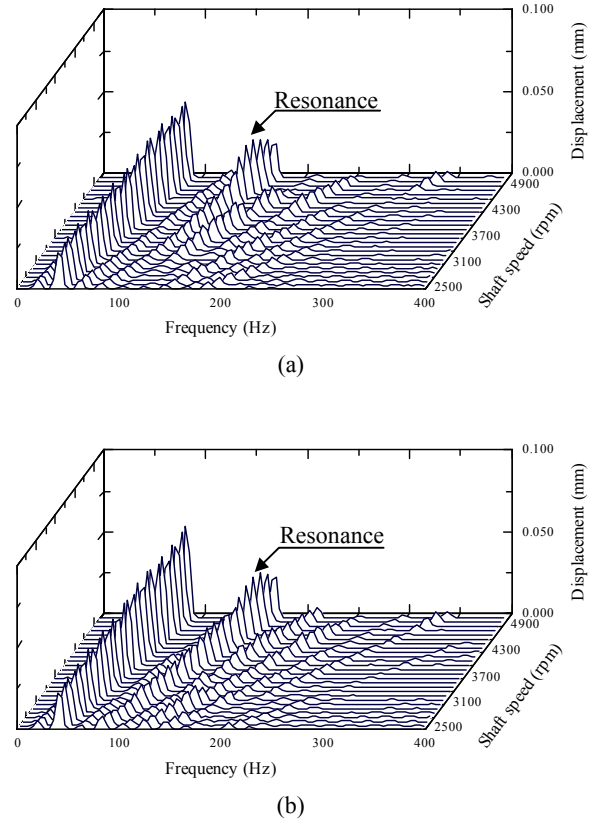 0.100
0.050
0.000
Displacement (mm)
Resonance
4900
4300
3700
3100
2500
Shaft speed (rpm)
0 100 200 300 400
Frequency (Hz)
(a)
0.100
0.050
0.000
Displacement (mm)
Resonance
4900
4300
3700
3100
2500
Shaft speed (rpm)
0 100 200 300 400
Frequency (Hz)
(b)